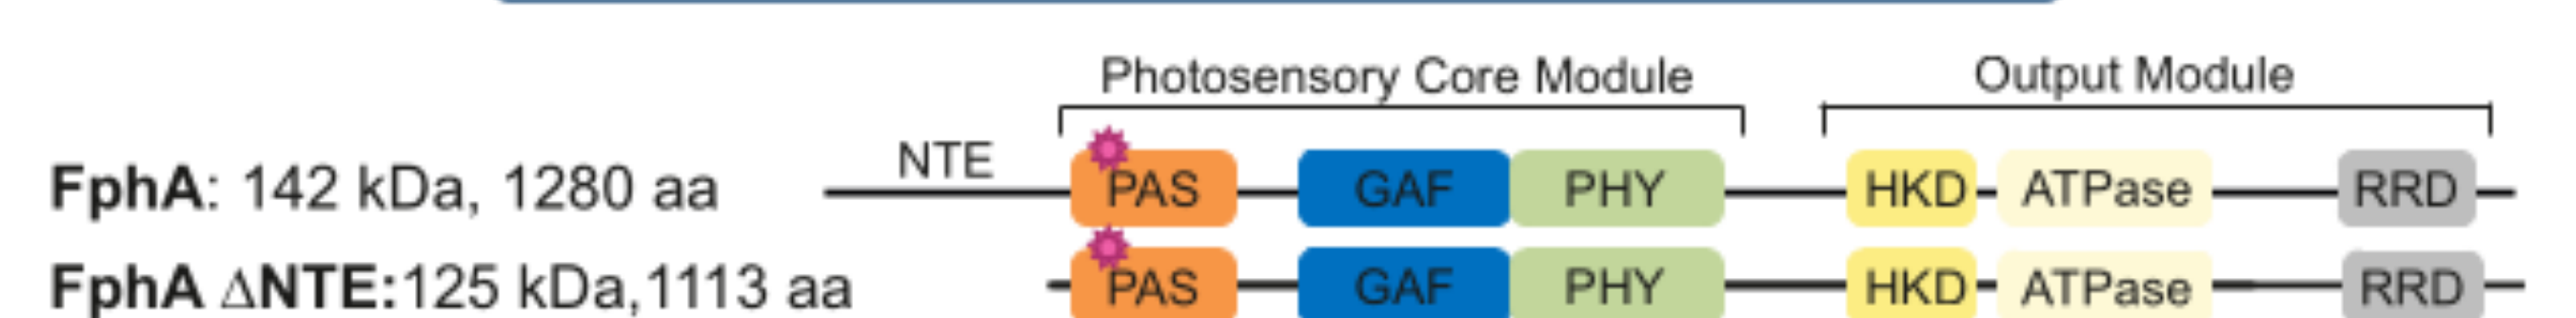 Photosensory Core Module Output Module
NTE
FphA: 142 kDa, 1280 aa PAS GAF PHY HKD ATPase RRD
FphA ΔNTE:125 kDa,1113 aa PAS GAF PHY HKD ATPase RRD